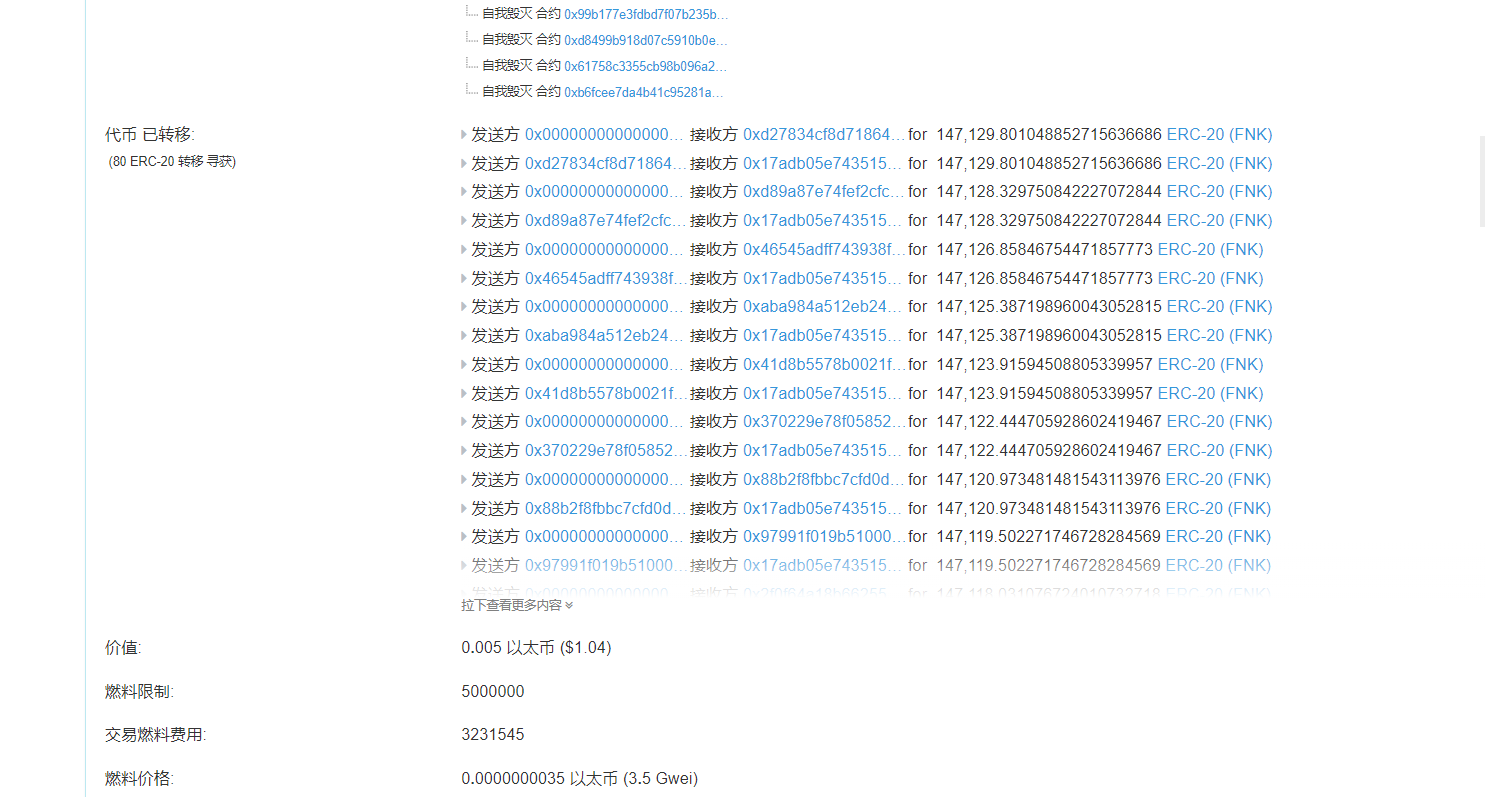 自我毁灭 合约 0x99b177e3fdbd7f07b235b...
自我毁灭 合约 0xd8499b918d07c5910b0e...
自我毁灭 合约 0x61758c3355cb98b096a2...
自我毁灭 合约 0xb6fcee7da4b41c95281a...
代币 已转移:
(80 ERC-20 转移 寻获)
发送方 0x00000000000000... 接收方 0xd27834cf8d71864... for 147,129.801048852715636686 ERC-20 (FNK)
发送方 0xd27834cf8d71864... 接收方 0x17adb05e743515... for 147,129.801048852715636686 ERC-20 (FNK)
发送方 0x00000000000000... 接收方 0xd89a87e74fef2cfc... for 147,128.329750842227072844 ERC-20 (FNK)
发送方 0xd89a87e74fef2cfc... 接收方 0x17adb05e743515... for 147,128.329750842227072844 ERC-20 (FNK)
发送方 0x00000000000000... 接收方 0x46545adff743938f... for 147,126.85846754471857773 ERC-20 (FNK)
发送方 0x46545adff743938f... 接收方 0x17adb05e743515... for 147,126.85846754471857773 ERC-20 (FNK)
发送方 0x00000000000000... 接收方 0xaba984a512eb24... for 147,125.387198960043052815 ERC-20 (FNK)
发送方 0xaba984a512eb24... 接收方 0x17adb05e743515... for 147,125.387198960043052815 ERC-20 (FNK)
发送方 0x00000000000000... 接收方 0x41d8b5578b0021f... for 147,123.91594508805339957 ERC-20 (FNK)
发送方 0x41d8b5578b0021f... 接收方 0x17adb05e743515... for 147,123.91594508805339957 ERC-20 (FNK)
发送方 0x00000000000000... 接收方 0x370229e78f05852... for 147,122.444705928602419467 ERC-20 (FNK)
发送方 0x370229e78f05852... 接收方 0x17adb05e743515... for 147,122.444705928602419467 ERC-20 (FNK)
发送方 0x00000000000000... 接收方 0x88b2f8fbbc7cfd0d... for 147,120.973481481543113976 ERC-20 (FNK)
发送方 0x88b2f8fbbc7cfd0d... 接收方 0x17adb05e743515... for 147,120.973481481543113976 ERC-20 (FNK)
发送方 0x00000000000000... 接收方 0x97991f019b51000... for 147,119.502271746728284569 ERC-20 (FNK)
发送方 0x97991f019b51000... 接收方 0x17adb05e743515... for 147,119.502271746728284569 ERC-20 (FNK)
发送方 0x00000000000000... 接收方 for ERC-20 (FNK)
拉下查看更多内容
价值:
0.005 以太币 ($1.04)
燃料限制:
5000000
交易燃料费用:
3231545
燃料价格:
0.0000000035 以太币 (3.5 Gwei)